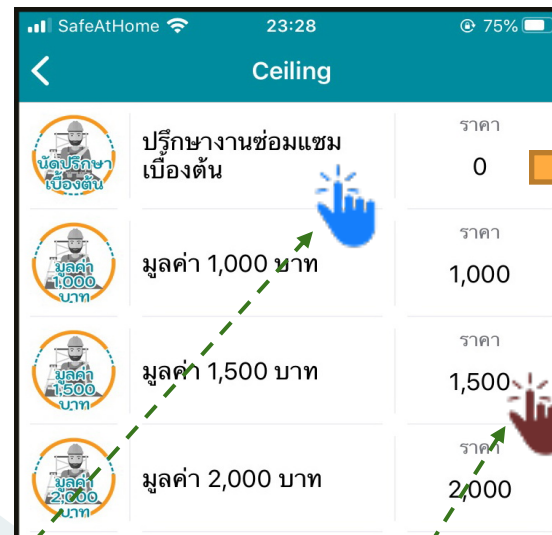 SafeAtHome 23:28 75%
Ceiling
นัดปรึกษา
เบื้องต้น
ปรึกษางานซ่อมแซม
เบื้องต้น
ราคา
0
มูลค่า
1,000
บาท
มูลค่า 1,000 บาท
ราคา
1,000
มูลค่า
1,500
บาท
มูลค่า 1,500 บาท
ราคา
1,500
มูลค่า
2,000
บาท
มูลค่า 2,000 บาท
ราคา
2,000